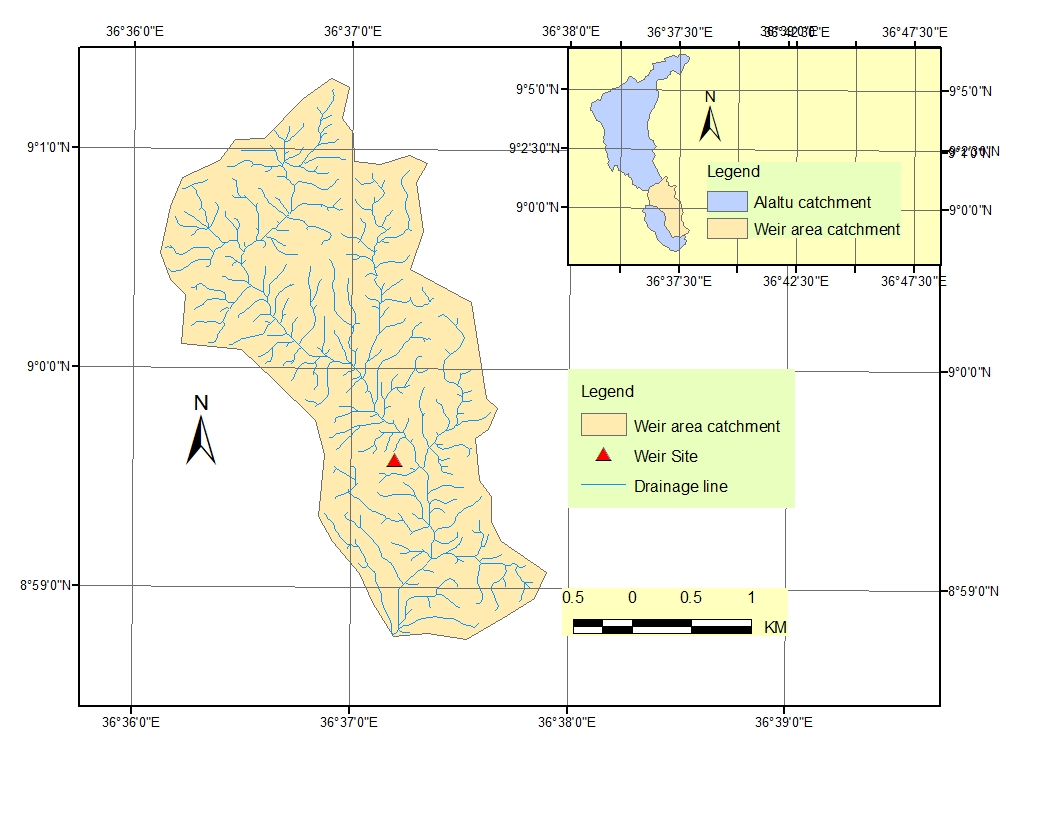 36°36'0"E 36°37'0"E 36°38'0"E 36°37'30"E 36°47'30"E
9°5'0"N 9°5'0"N
N
9°1'0"N 9°2'30"N
Legend
Alaltu catchment
9°0'0"N 9°0'0"N
Weir area catchment
36°37'30"E 36°42'30"E 36°47'30"E
9°0'0"N 9°0'0"N
Legend
N
Weir area catchment
Weir Site
Drainage line
8°59'0"N 8°59'0"N
0.5 0 0.5 1
KM
36°36'0"E 36°37'0"E 36°38'0"E 36°39'0"E